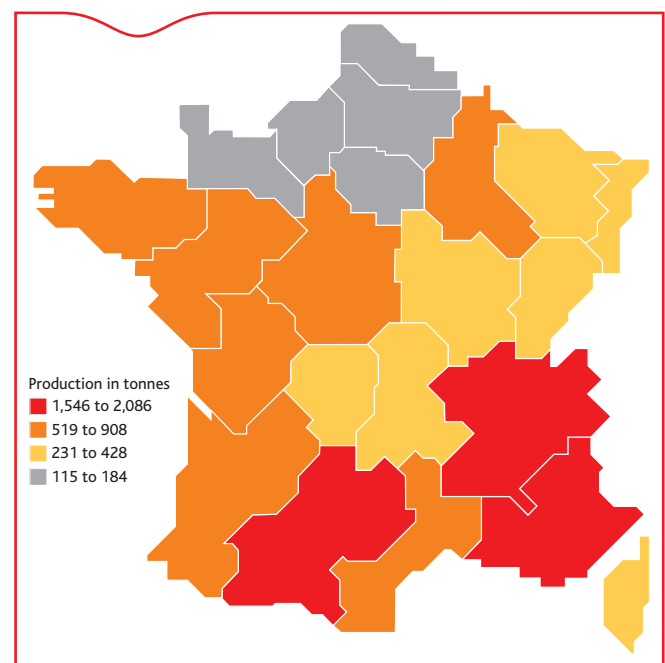 Production in tonnes
1,546 to 2,086
519 to 908
231 to 428
115 to 184